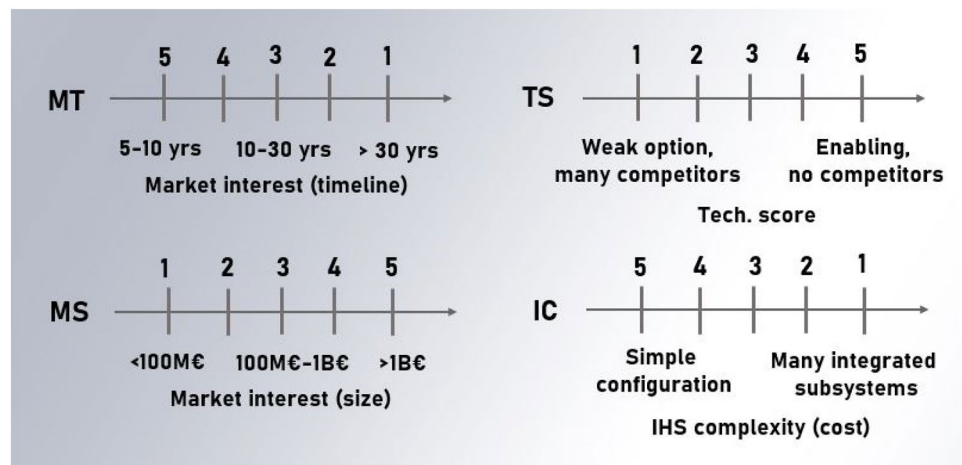 5 4 3 2 1
MT
5-10 yrs 10-30 yrs > 30 yrs
Market interest (timeline)
1 2 3 4 5
TS
Weak option, Enabling,
many competitors no competitors
Tech. score
1 2 3 4 5
MS
<100M€ 100M€-1B€ >1B€
Market interest (size)
5 4 3 2 1
IC
Simple Many integrated
configuration subsystems
IHS complexity (cost)